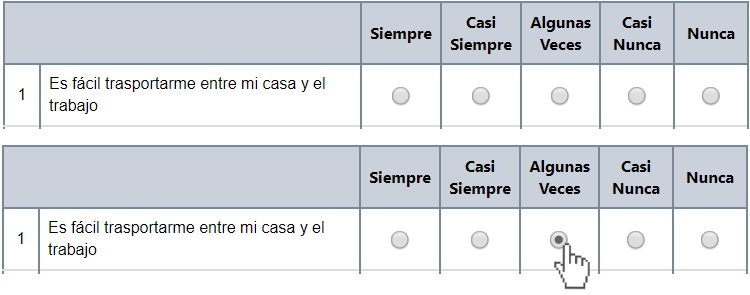 Siempre Casi Siempre Algunas Veces Casi Nunca Nunca
1 Es fácil trasportarme entre mi casa y el
trabajo
Siempre Casi Siempre Algunas Veces Casi Nunca Nunca
1 Es fácil trasportarme entre mi casa y el
trabajo